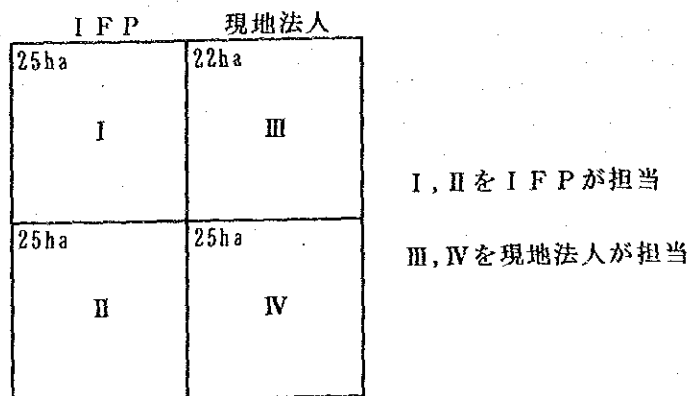 ＩＦＰ 現地法人
25ha 22ha
Ⅰ Ⅲ
Ⅰ,ⅡをＩＦＰが担当
25ha 25ha
Ⅲ,Ⅳを現地法人が担当
Ⅱ Ⅳ